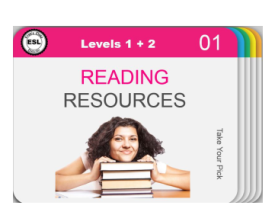 ESL
Levels 1 + 2
01
READING
RESOURCES
Take Your Pick